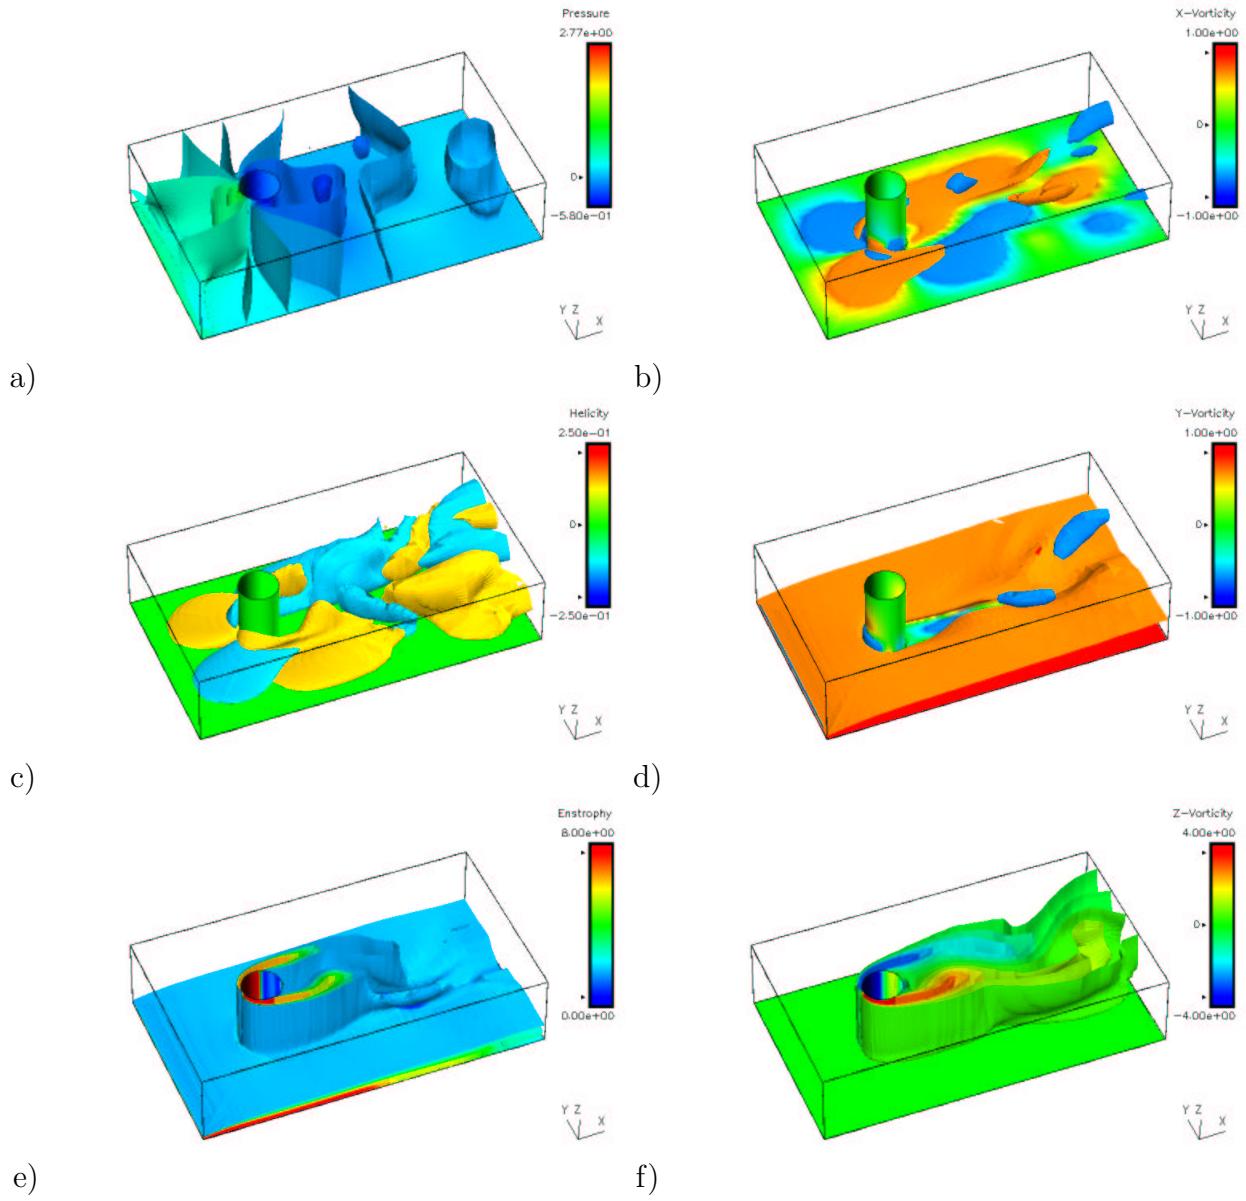 Pressure
2.77e+00
0
-5.80e-01
Y Z
X
a)
X-Vorticity
1.00e+00
0
-1.00e+00
Y Z
X
b)
Helicity
2.50e-01
0
-2.50e-01
Y Z
X
c)
Y-Vorticity
1.00e+00
0
-1.00e+00
Y Z
X
d)
Enstrophy
8.00e+00
0.00e+00
Y Z
X
e)
Z-Vorticity
4.00e+00
0
-4.00e+00
Y Z
X
f)